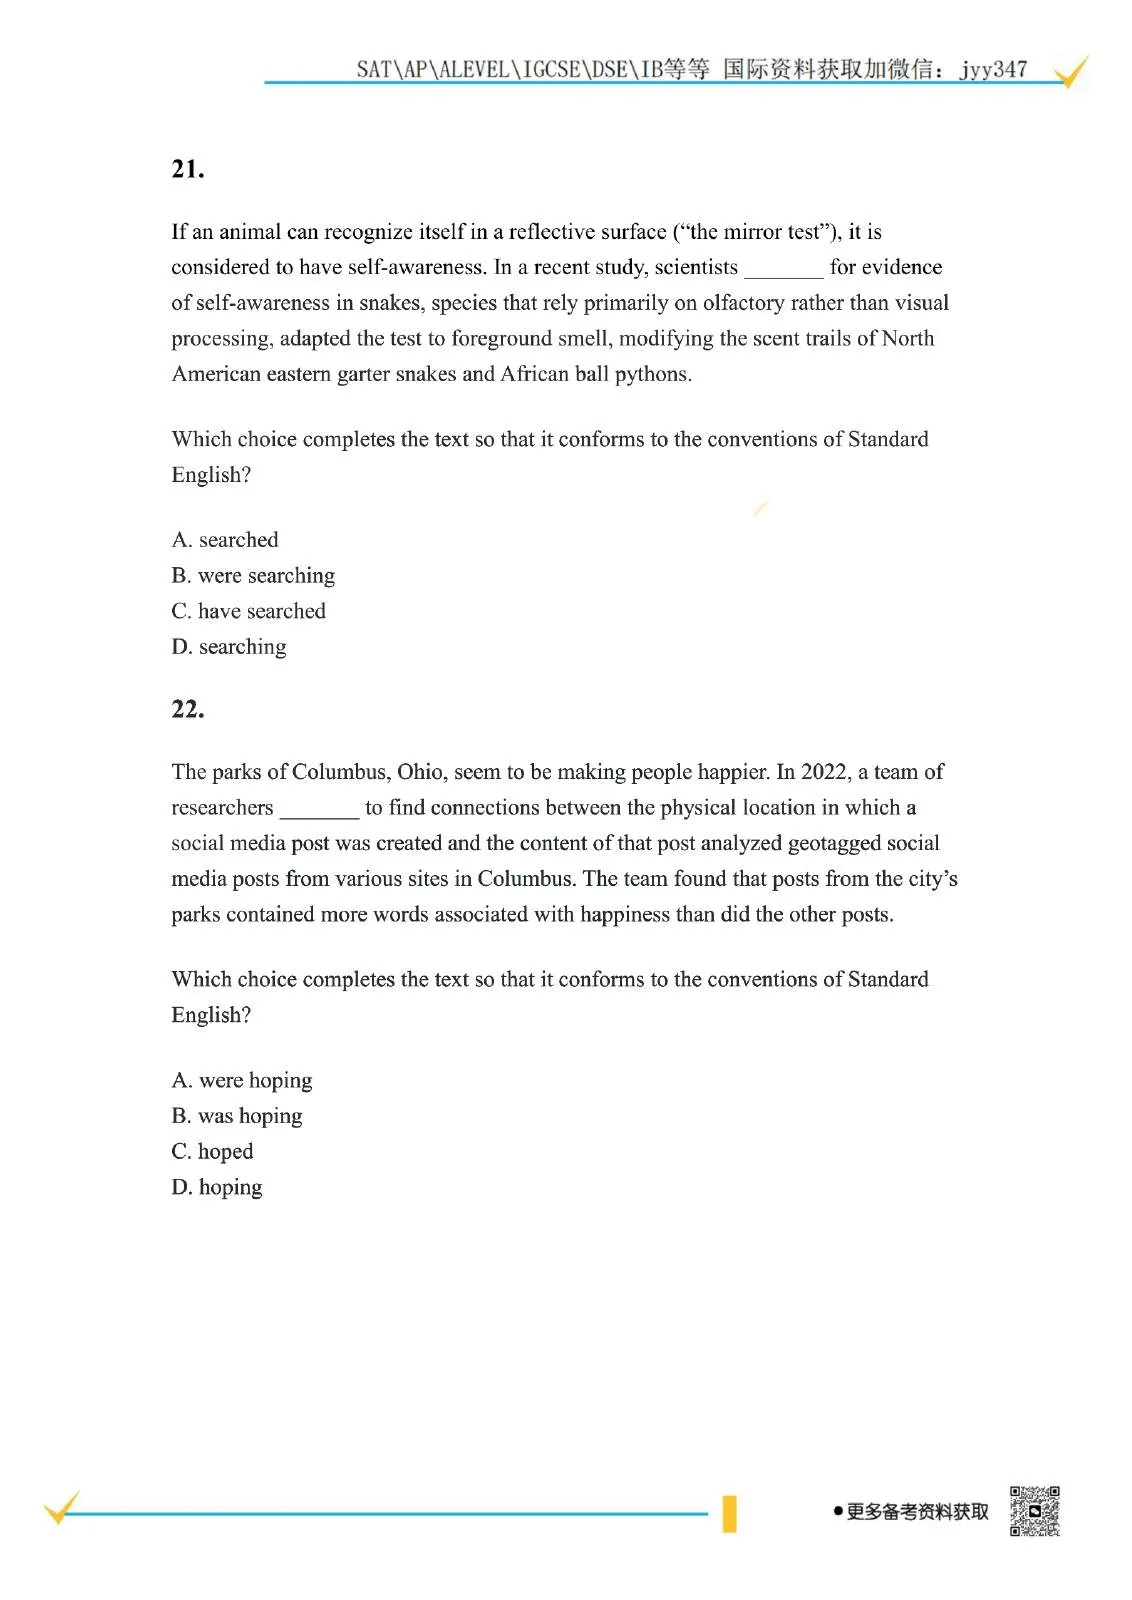 SAT\AP\ALEVEL\IGCSE\DSE\IB等等 国际资料获取加微信：jyy347
21.
If an animal can recognize itself in a reflective surface (“the mirror test”), it is
considered to have self-awareness. In a recent study, scientists _______ for evidence
of self-awareness in snakes, species that rely primarily on olfactory rather than visual
processing, adapted the test to foreground smell, modifying the scent trails of North
American eastern garter snakes and African ball pythons.
Which choice completes the text so that it conforms to the conventions of Standard
English?
A. searched
B. were searching
C. have searched
D. searching
22.
The parks of Columbus, Ohio, seem to be making people happier. In 2022, a team of
researchers _______ to find connections between the physical location in which a
social media post was created and the content of that post analyzed geotagged social
media posts from various sites in Columbus. The team found that posts from the city’s
parks contained more words associated with happiness than did the other posts.
Which choice completes the text so that it conforms to the conventions of Standard
English?
A. were hoping
B. was hoping
C. hoped
D. hoping
●更多备考资料获取